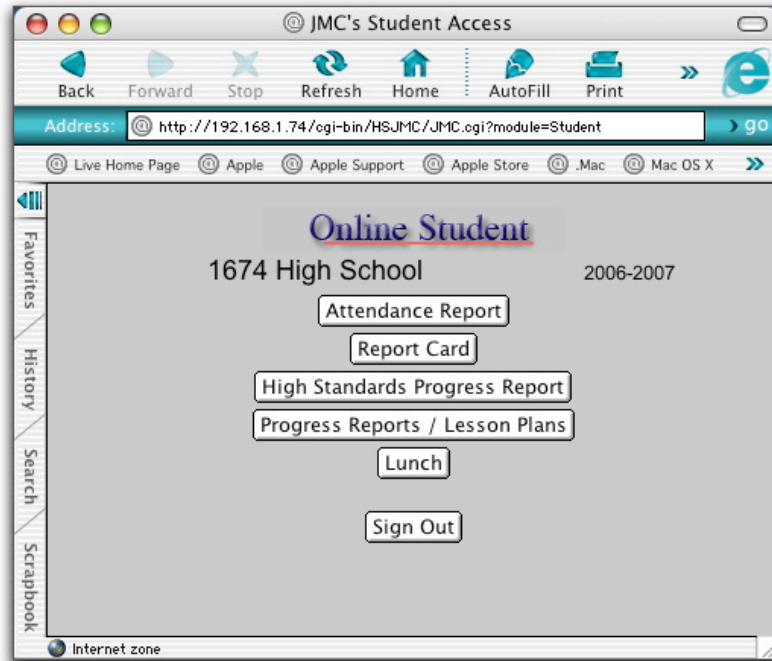 JMC's Student Access
Back Forward Stop Refresh Home AutoFill Print
Address: http://192.168.1.74/cgi-bin/HSJMC/JMC.cgi?module=Student go
Live Home Page Apple Apple Support Apple Store .Mac Mac OS X
Favorites
History
Search
Scrapbook
Online Student
1674 High School 2006-2007
Attendance Report
Report Card
High Standards Progress Report
Progress Reports / Lesson Plans
Lunch
Sign Out
Internet zone